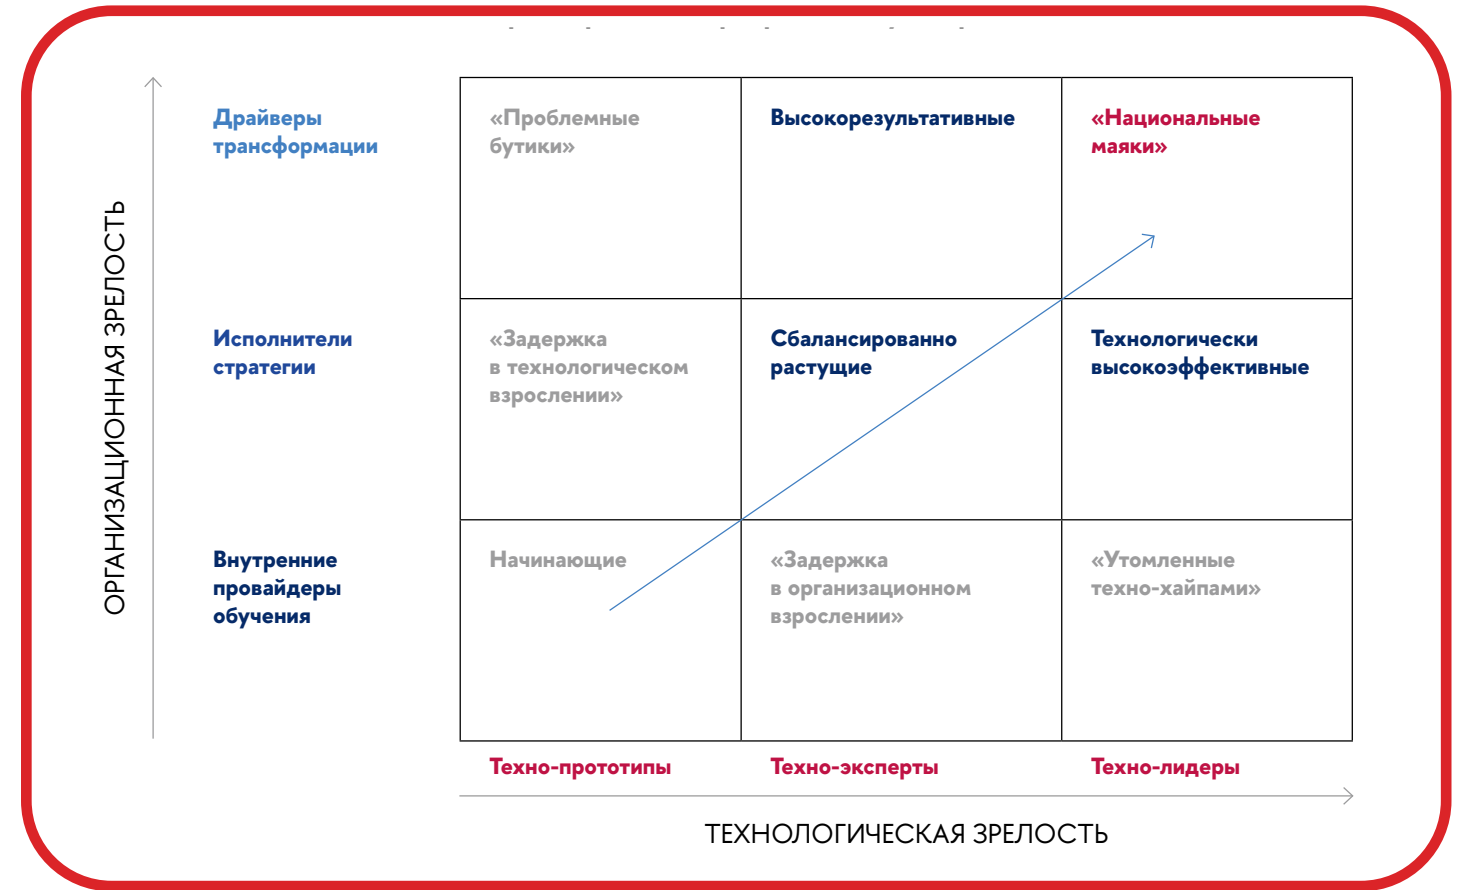 ОРГАНИЗАЦИОННАЯ ЗРЕЛОСТЬ
Драйверы
трансформации
«Проблемные
бутики»
Высокорезультативные
«Национальные
маяки»
Исполнители
стратегии
«Задержка
в технологическом
взрослении»
Сбалансированно
растущие
Технологически
высокоэффективные
Внутренние
провайдеры
обучения
Начинающие
«Задержка
в организационном
взрослении»
«Утомленные
техно-хайпами»
Техно-прототипы
Техно-эксперты
Техно-лидеры
ТЕХНОЛОГИЧЕСКАЯ ЗРЕЛОСТЬ